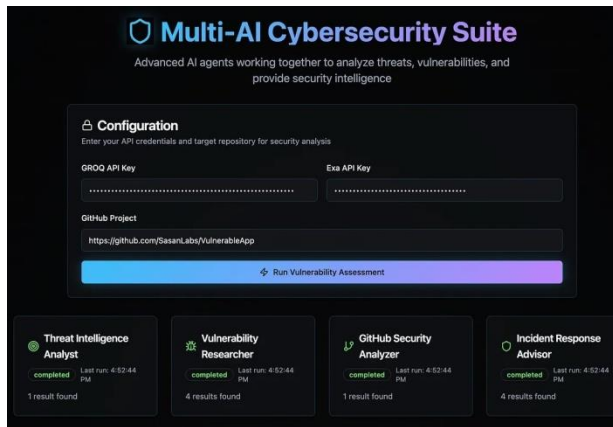 Multi-AI Cybersecurity Suite
Advanced AI agents working together to analyze threats, vulnerabilities, and
provide security intelligence
Configuration
Enter your API credentials and target repository for security analysis
GROQ API Key
Exa API Key
GitHub Project
https://github.com/SasanLabs/VulnerableApp
Run Vulnerability Assessment
Threat Intelligence
Analyst
completed
Last run: 4:52:44
PM
1 result found
Vulnerability
Researcher
completed
Last run: 4:52:44
PM
4 results found
GitHub Security
Analyzer
completed
Last run: 4:52:44
PM
1 result found
Incident Response
Advisor
completed
Last run: 4:52:44
PM
4 results found